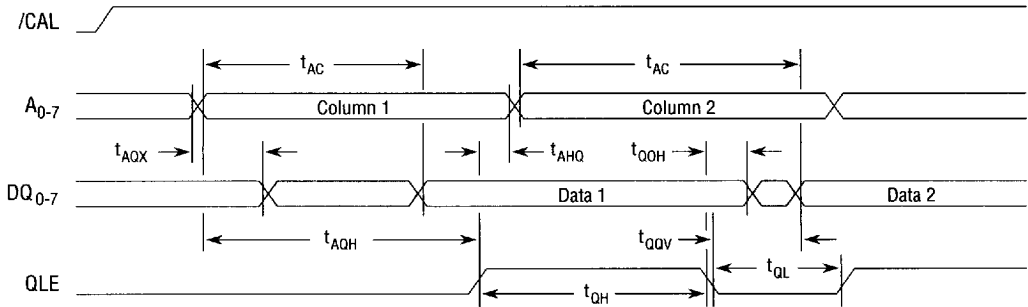 /CAL
t_AC t_AC
A_0-7 Column 1 Column 2
t_AQX t_AHQ t_QOH
DQ_0-7 Data 1 Data 2
t_AQH t_QQV
QLE t_QH t_QL